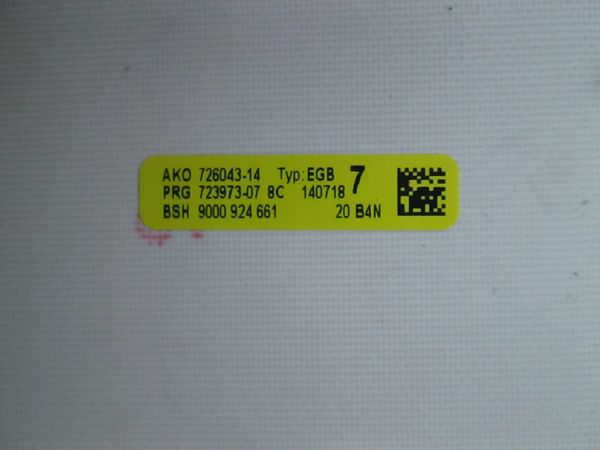 AKO 726043-14 Typ:EGB 7
PRG 723973-07 8C 140718
BSH 9000 924 661 20 B4N